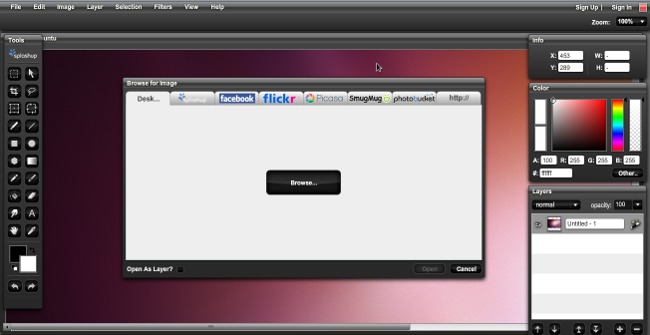 File Edit Image Layer Selection Filters View Help
Sign Up | Sign In
Zoom: 100%
Tools
untu
splashup
Info
X: 453 W: -
Y: 289 H: -
Browse for Image
Desk... splashup facebook flickr Picasa SmugMug photobucket http://
Browse...
Open As Layer?
Open Cancel
Color
A: 100 R: 255 G: 255 B: 255
#: ffffff Other..
Layers
normal opacity: 100
Untitled - 1
A